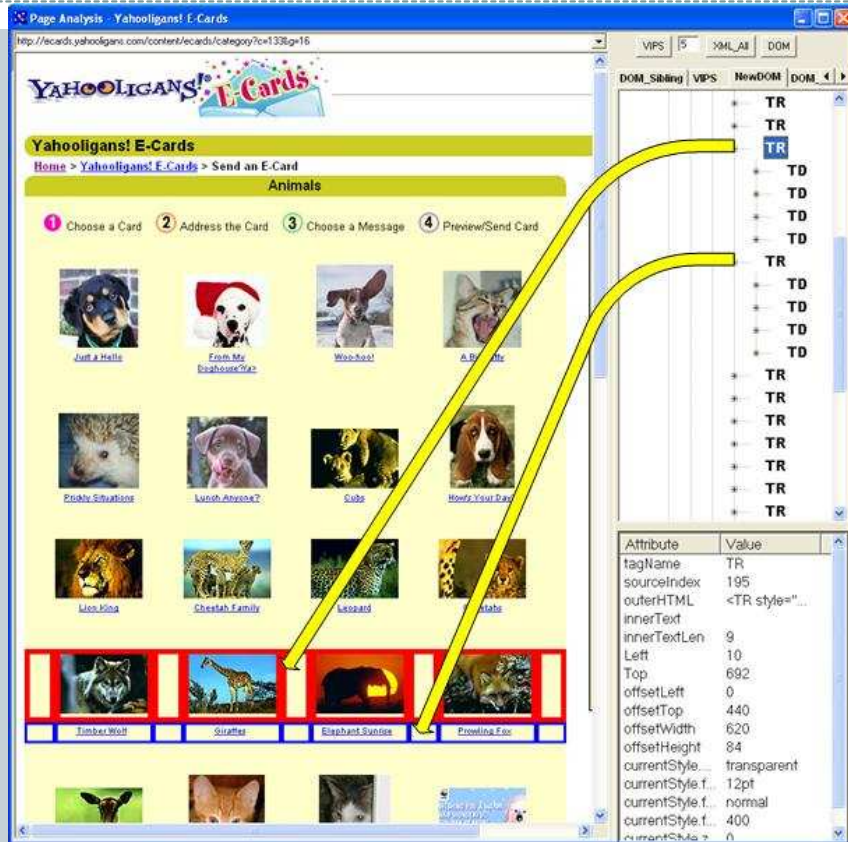 Page Analysis - Yahooligans! E-Cards
http://ecards.yahooligans.com/content/ecards/category?c=133&g=16
VIPS 5 XML_All DOM
DOM_Sibling VIPS NewDOM DOM_
YAHOOLIGANS! E-Cards
Yahooligans! E-Cards
Home > Yahooligans! E-Cards > Send an E-Card
Animals
1 Choose a Card 2 Address the Card 3 Choose a Message 4 Preview/Send Card
Just a Hello
From My
Doghouse Ya>
Woo-hoo!
Prickly Situations
Lunch Anyone?
Cubs
How's Your Day?
Lion King
Cheetah Family
Leopard
Timber Wolf
Giraffes
Elephant Sunrise
Prowling Fox
TR
TR
TR
TD
TD
TD
TD
TR
TD
TD
TD
TD
TR
TR
TR
TR
TR
TR
TR
Attribute Value
tagName TR
sourceIndex 195
outerHTML <TR style="...
innerText
innerTextLen 9
Left 10
Top 692
offsetLeft 0
offsetTop 440
offsetWidth 620
offsetHeight 84
currentStyle.... transparent
currentStyle.f... 12pt
currentStyle.f... normal
currentStyle.f... 400
currentStyle.z 0